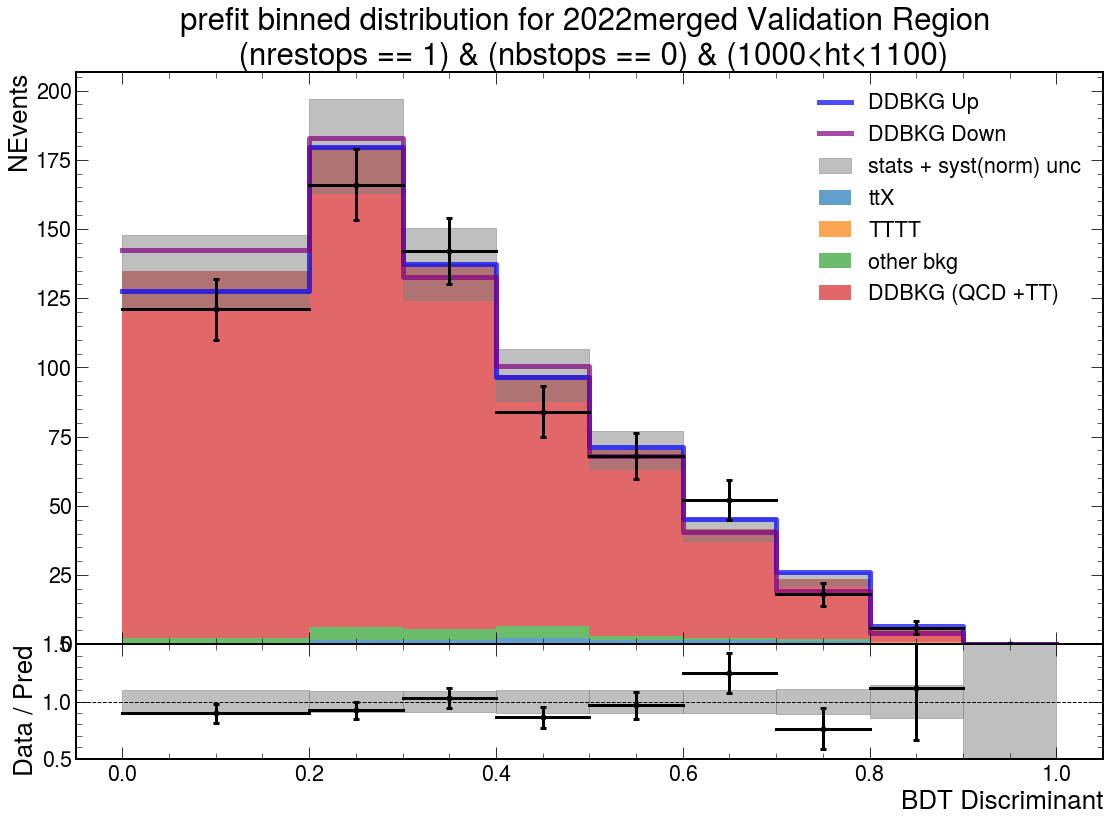 prefit binned distribution for 2022merged Validation Region
(nrestops == 1) & (nbstops == 0) & (1000<ht<1100)
NEvents
200
175
150
125
100
75
50
25
0
DDBKG Up
DDBKG Down
stats + syst(norm) unc
ttX
TTTT
other bkg
DDBKG (QCD +TT)
Data / Pred
1.5
1.0
0.5
0.0
0.2
0.4
0.6
0.8
1.0
BDT Discriminant